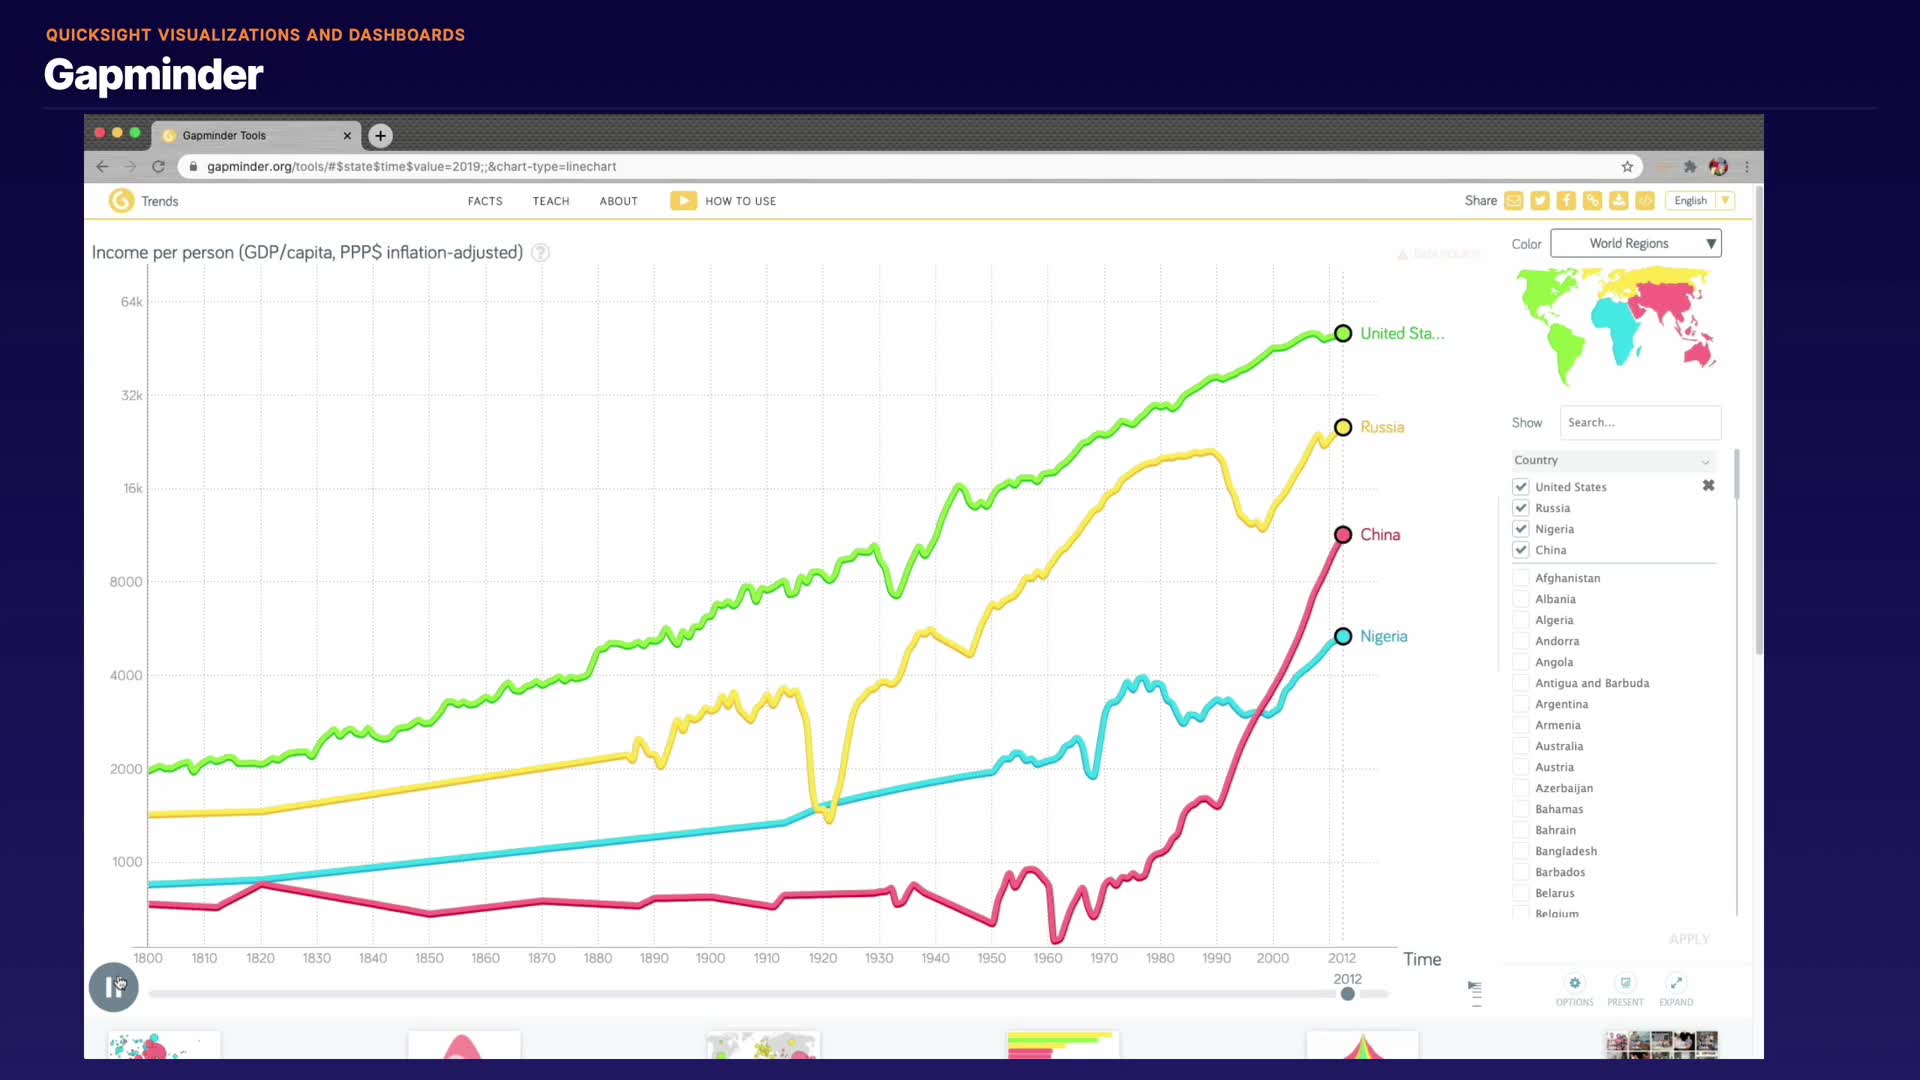 QUICKSIGHT VISUALIZATIONS AND DASHBOARDS
Gapminder
Gapminder Tools
gapminder.org/tools/#$state$time$value=2019;;&chart-type=linechart
Trends
FACTS TEACH ABOUT HOW TO USE
Share
English
Income per person (GDP/capita, PPP$ inflation-adjusted) ?
64k
32k
16k
8000
4000
2000
1000
United Sta...
Russia
China
Nigeria
1800 1810 1820 1830 1840 1850 1860 1870 1880 1890 1900 1910 1920 1930 1940 1950 1960 1970 1980 1990 2000 2012
Time
2012
Color World Regions
Show Search...
Country
United States
Russia
Nigeria
China
Afghanistan
Albania
Algeria
Andorra
Angola
Antigua and Barbuda
Argentina
Armenia
Australia
Austria
Azerbaijan
Bahamas
Bahrain
Bangladesh
Barbados
Belarus
Belgium
APPLY
OPTIONS PRESENT EXPAND